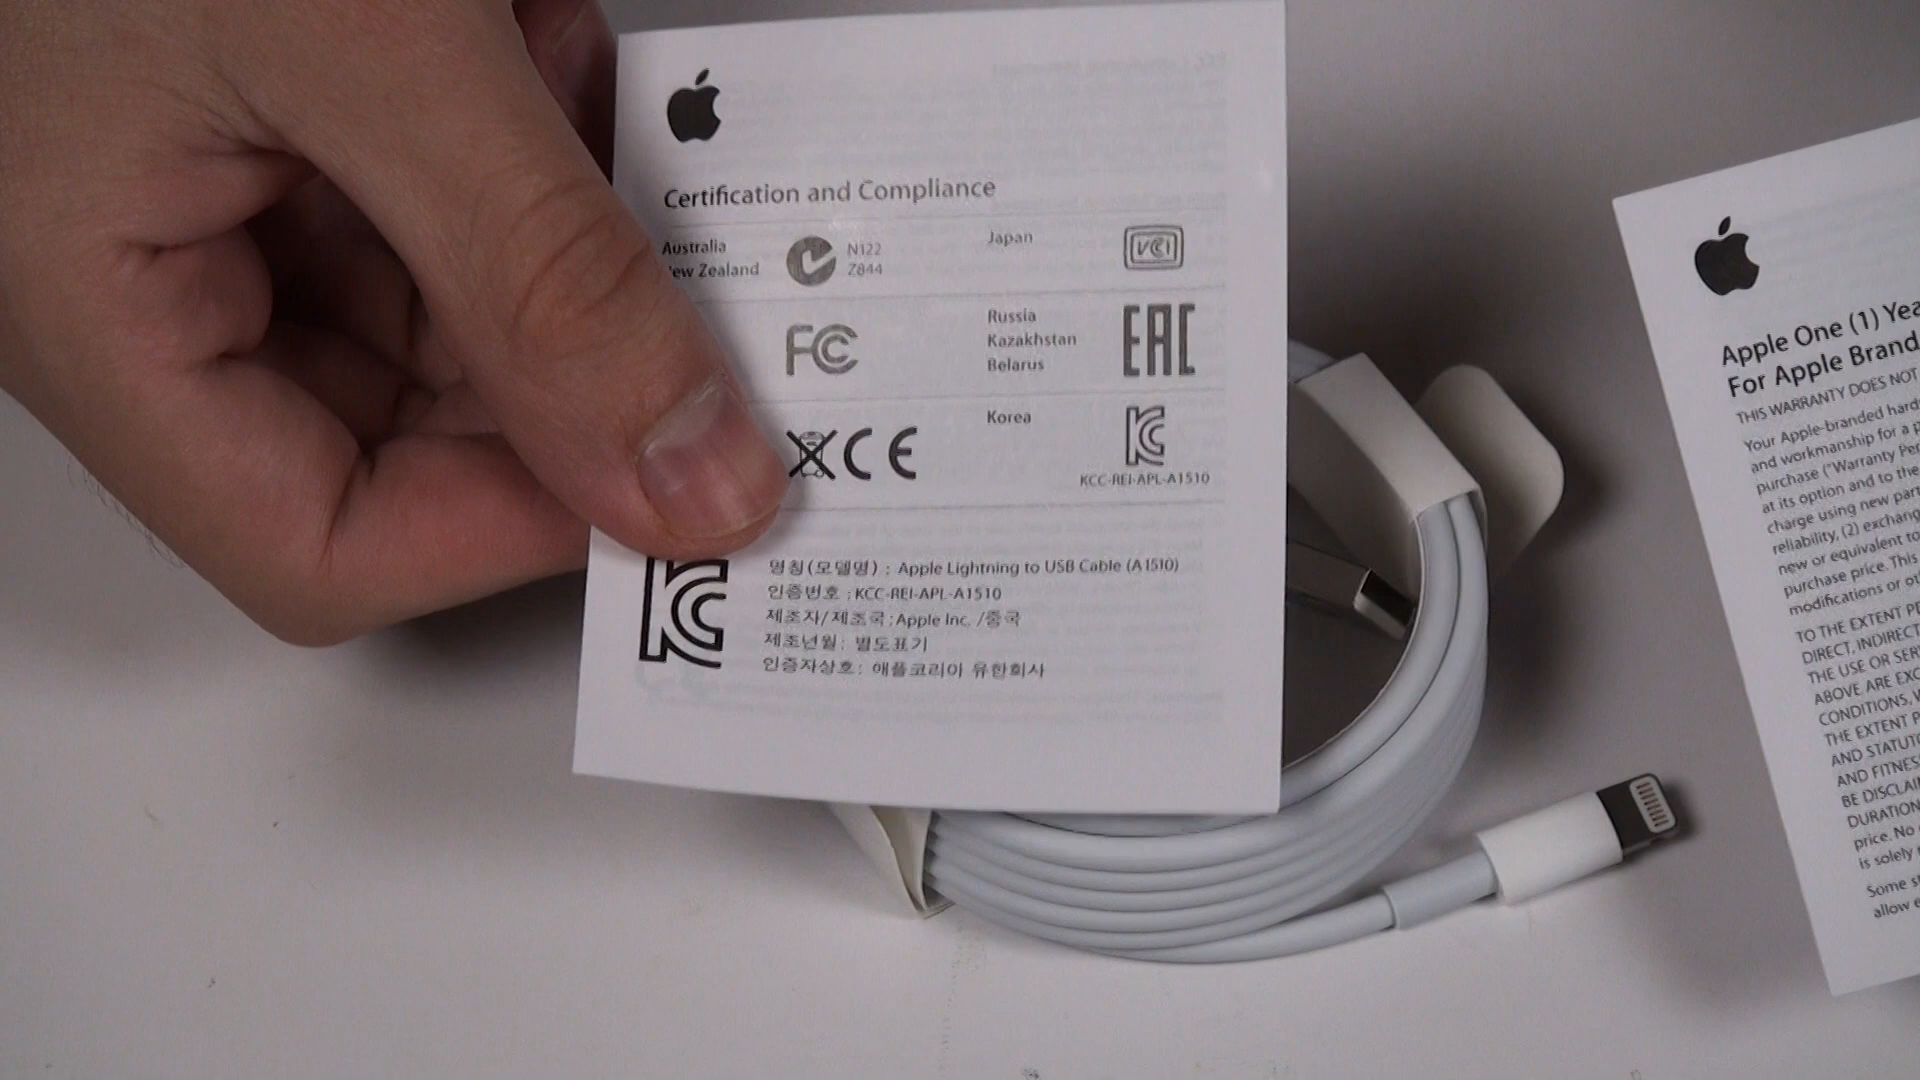 Certification and Compliance
Australia
New Zealand
N122
Z844
Japan
VCI
FC
Russia
Kazakhstan
Belarus
EAC
CE
Korea
KCC-REI-APL-A1510
명칭(모델명) : Apple Lightning to USB Cable (A1510)
인증번호 : KCC-REI-APL-A1510
제조자/제조국 : Apple Inc. /중국
제조년월 : 별도표기
인증자상호 : 애플코리아 유한회사
Apple One (1) Yea
For Apple Brand
THIS WARRANTY DOES NOT
Your Apple-branded hard
and workmanship for a p
purchase ("Warranty Per
at its option and to the
charge using new part
reliability, (2) exchang
new or equivalent to
purchase price. This
modifications or ot
TO THE EXTENT PE
DIRECT, INDIRECT
THE USE OR SER
ABOVE ARE EXC
CONDITIONS, W
THE EXTENT P
AND STATUTO
AND FITNES
BE DISCLAI
DURATION
price. No
is solely
Some st
allow e